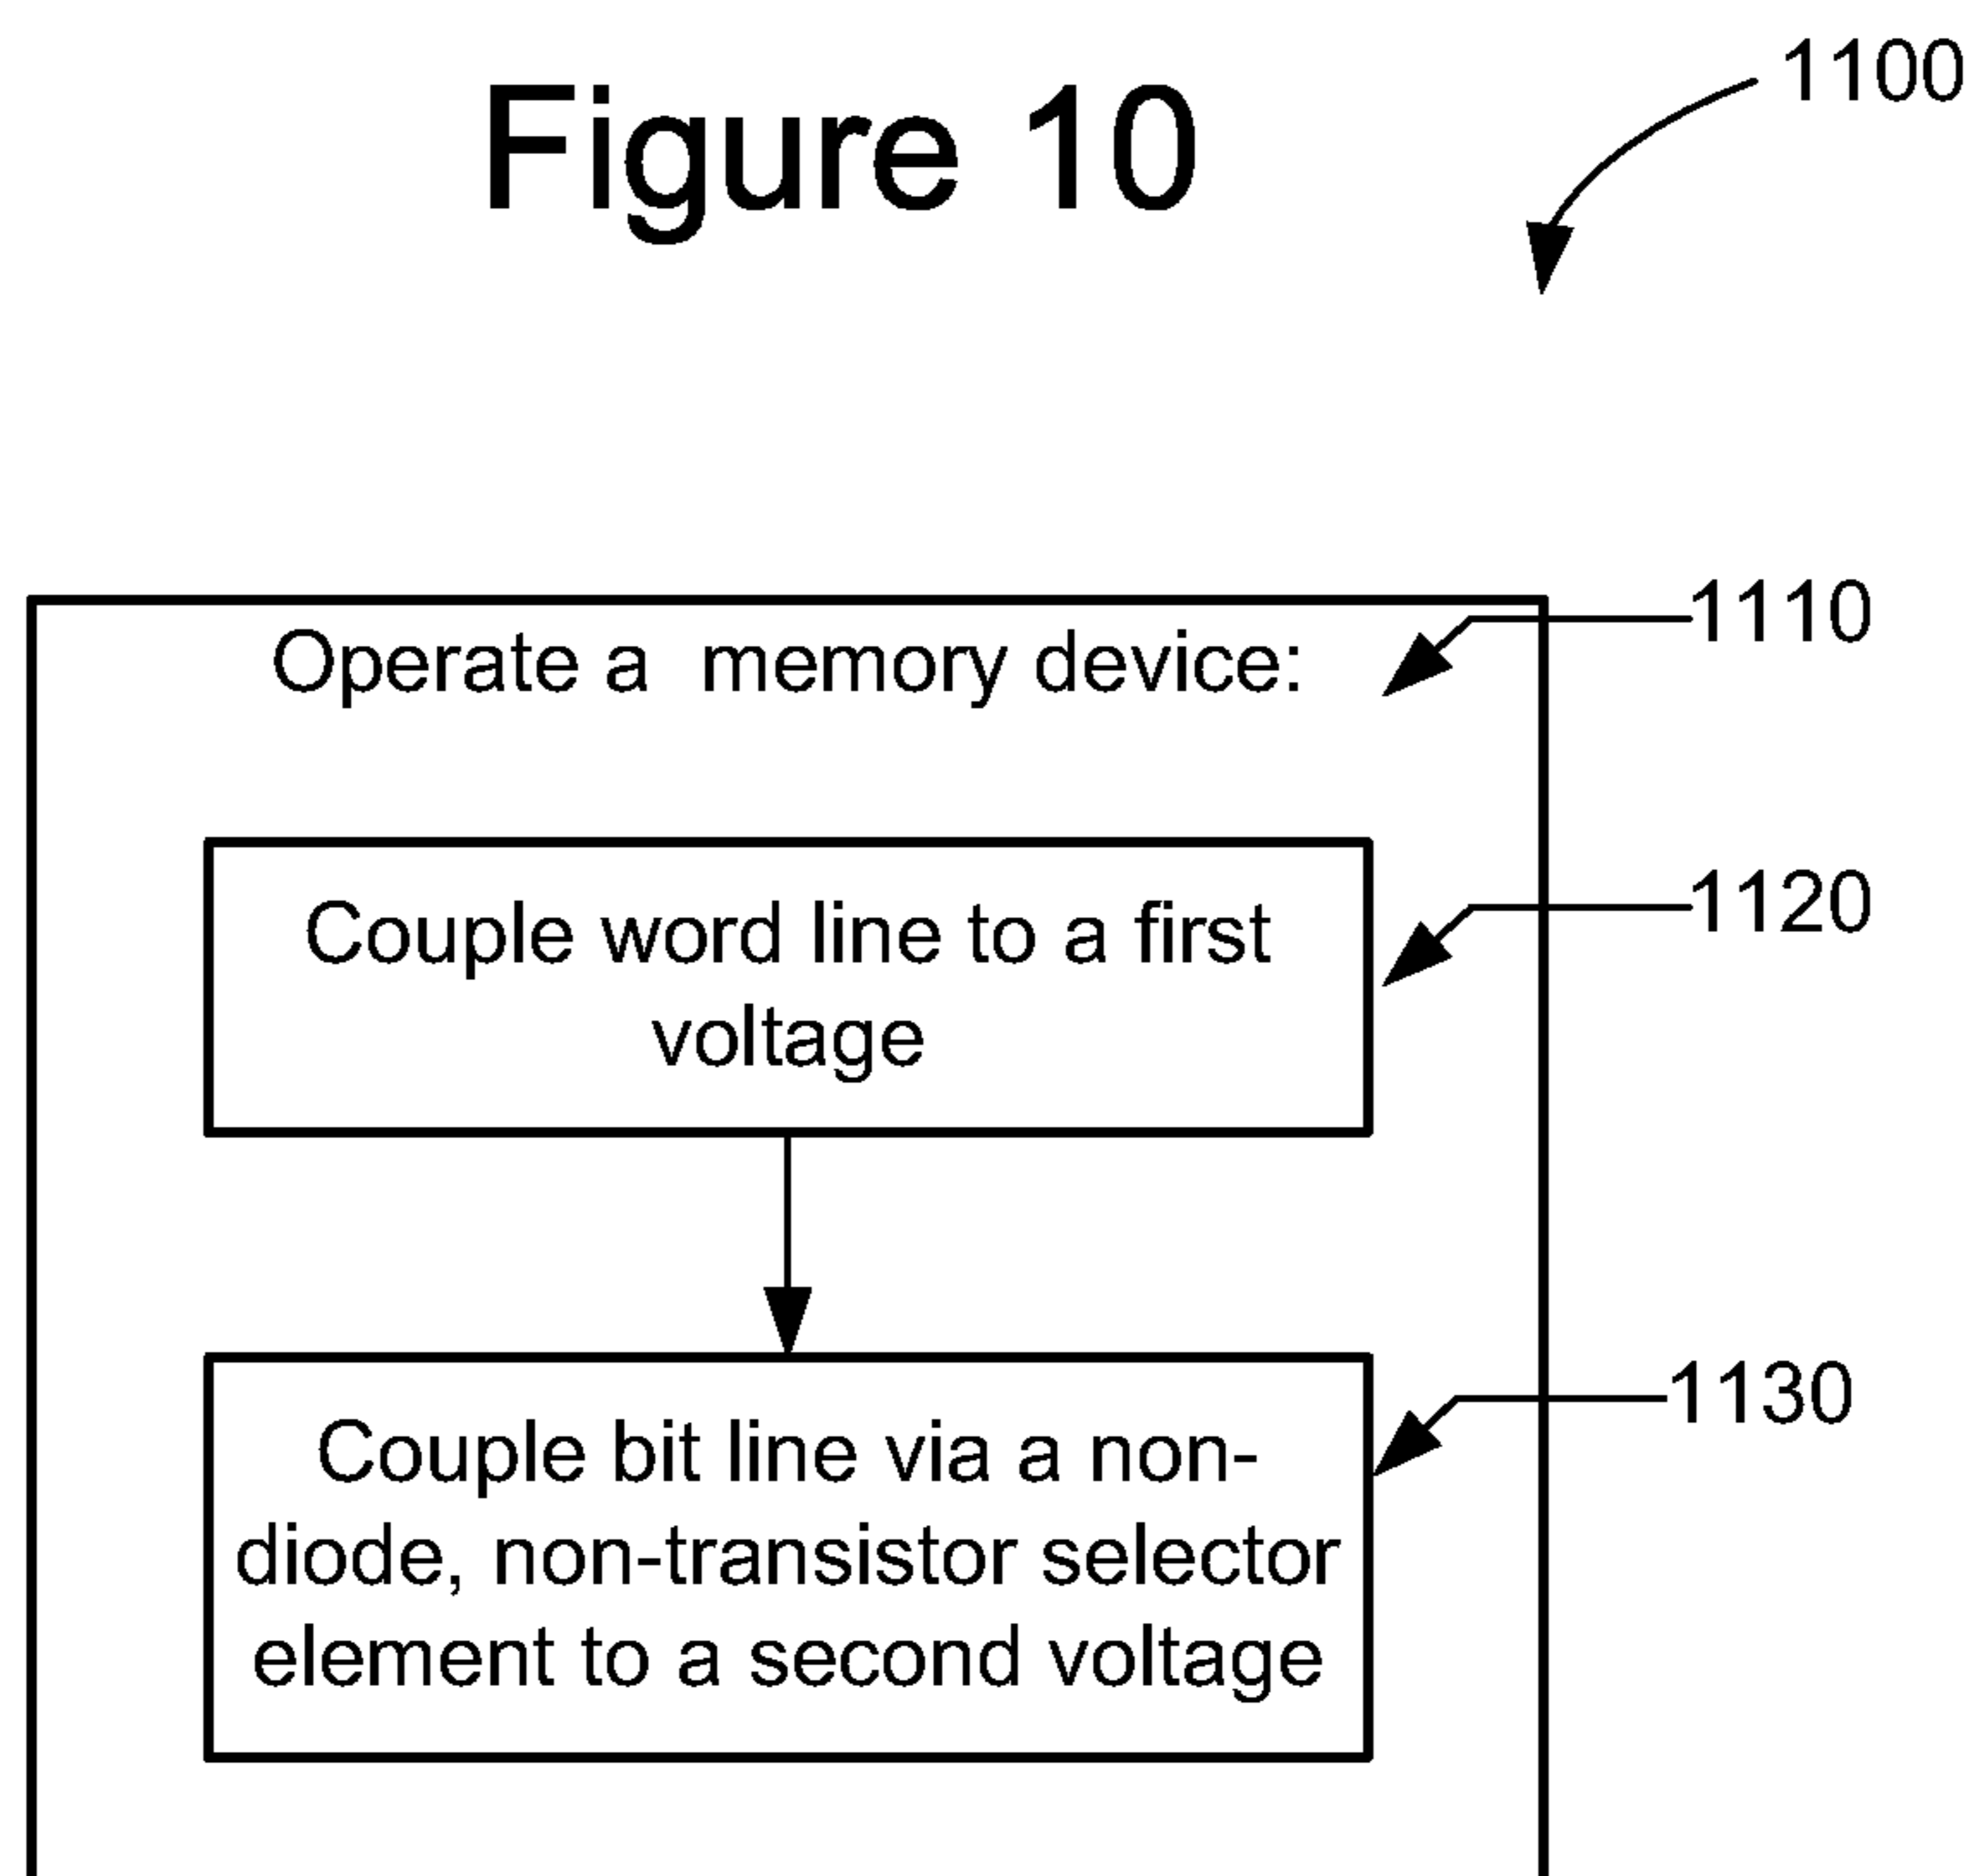 Figure 10
1100
1110
Operate a  memory device:
1120
Couple word line to a first
voltage
1130
Couple bit line via a non-
diode, non-transistor selector
element to a second voltage